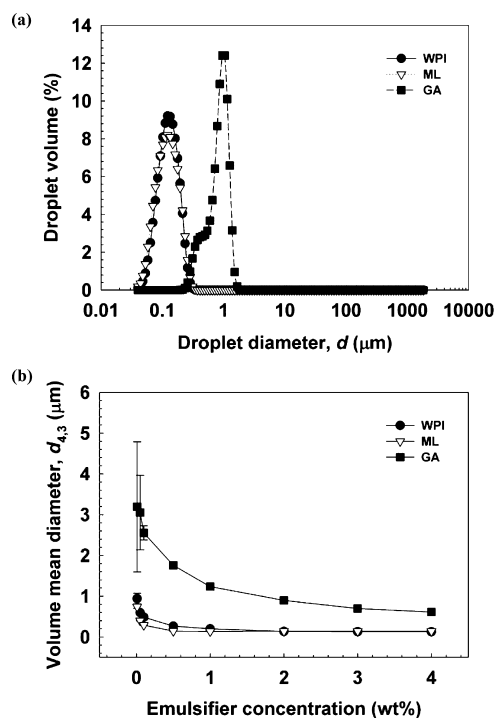 (a)
14
12
10
8
6
4
2
0
Droplet volume (%)
WPI
ML
GA
0.01 0.1 1 10 100 1000 10000
Droplet diameter, d (μm)
(b)
6
5
4
3
2
1
0
Volume mean diameter, d4,3 (μm)
WPI
ML
GA
0 1 2 3 4
Emulsifier concentration (wt%)